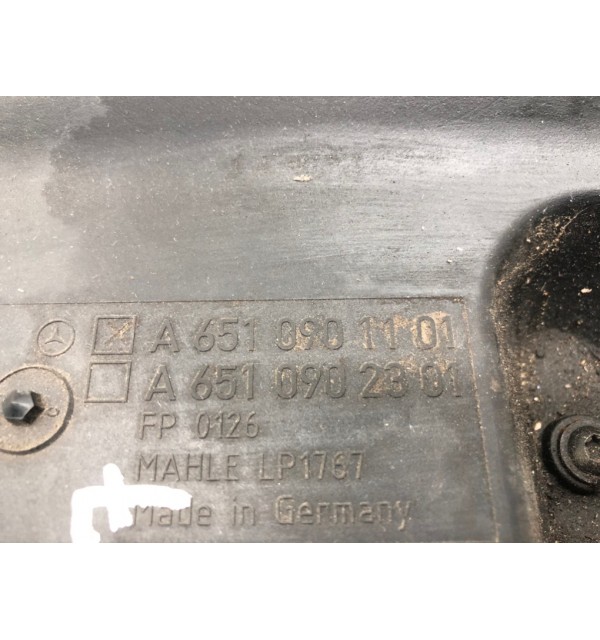 A 651 090 11 01
A 651 090 23 01
FP 0126
MAHLE LP1767
Made in Germany